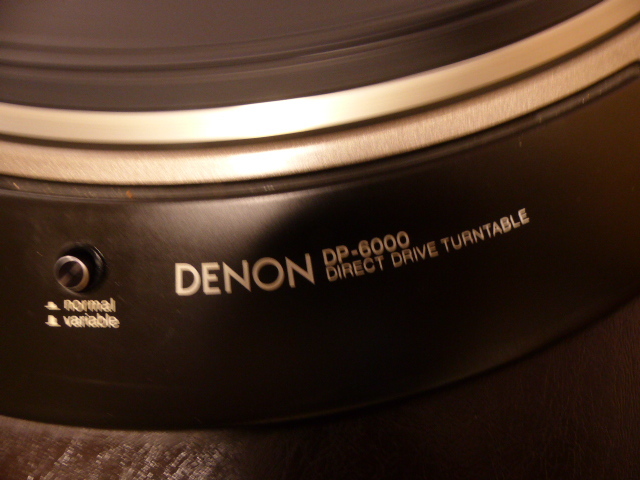 DENON
DP-6000
DIRECT DRIVE TURNTABLE
normal
variable